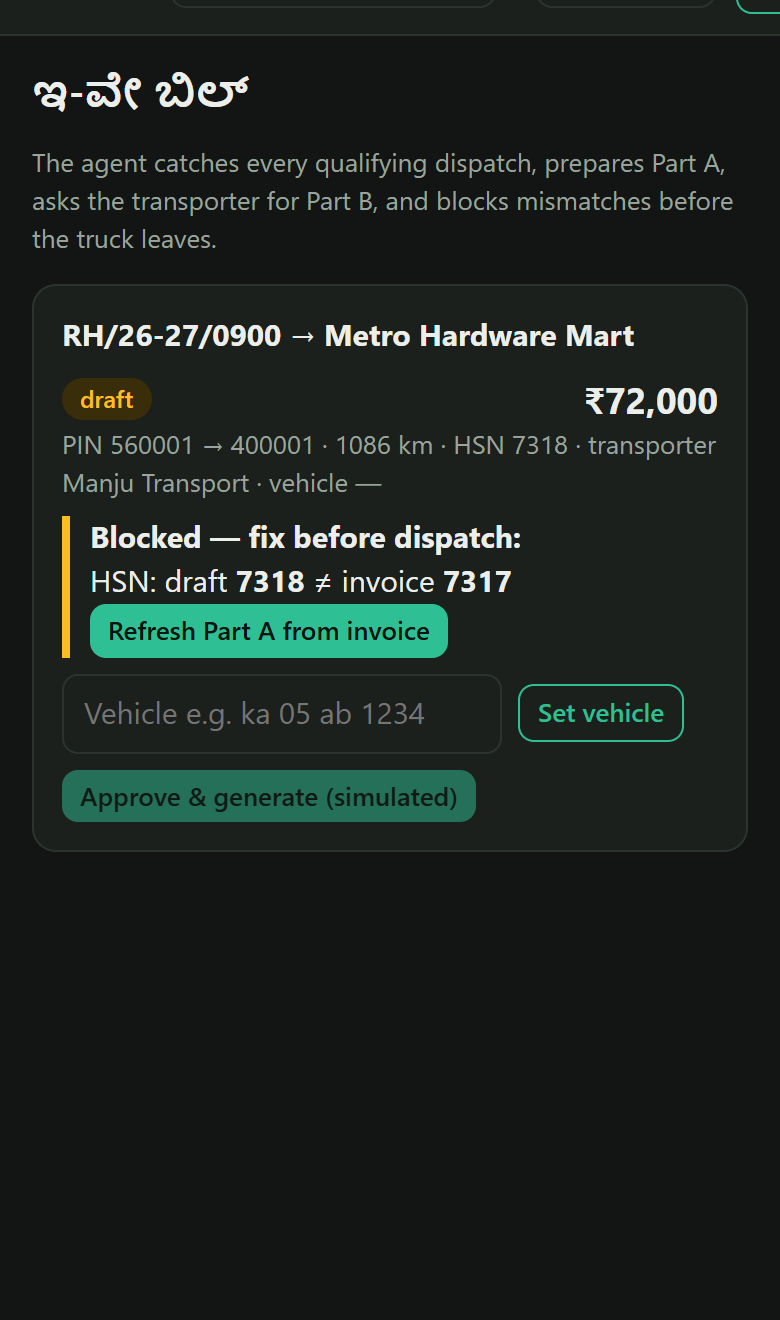 ಇ-ವೇ ಬಿಲ್
The agent catches every qualifying dispatch, prepares Part A,
asks the transporter for Part B, and blocks mismatches before
the truck leaves.
RH/26-27/0900 → Metro Hardware Mart
draft
₹72,000
PIN 560001 → 400001 · 1086 km · HSN 7318 · transporter
Manju Transport · vehicle —
Blocked — fix before dispatch:
HSN: draft 7318 ≠ invoice 7317
Refresh Part A from invoice
Vehicle e.g. ka 05 ab 1234
Set vehicle
Approve & generate (simulated)